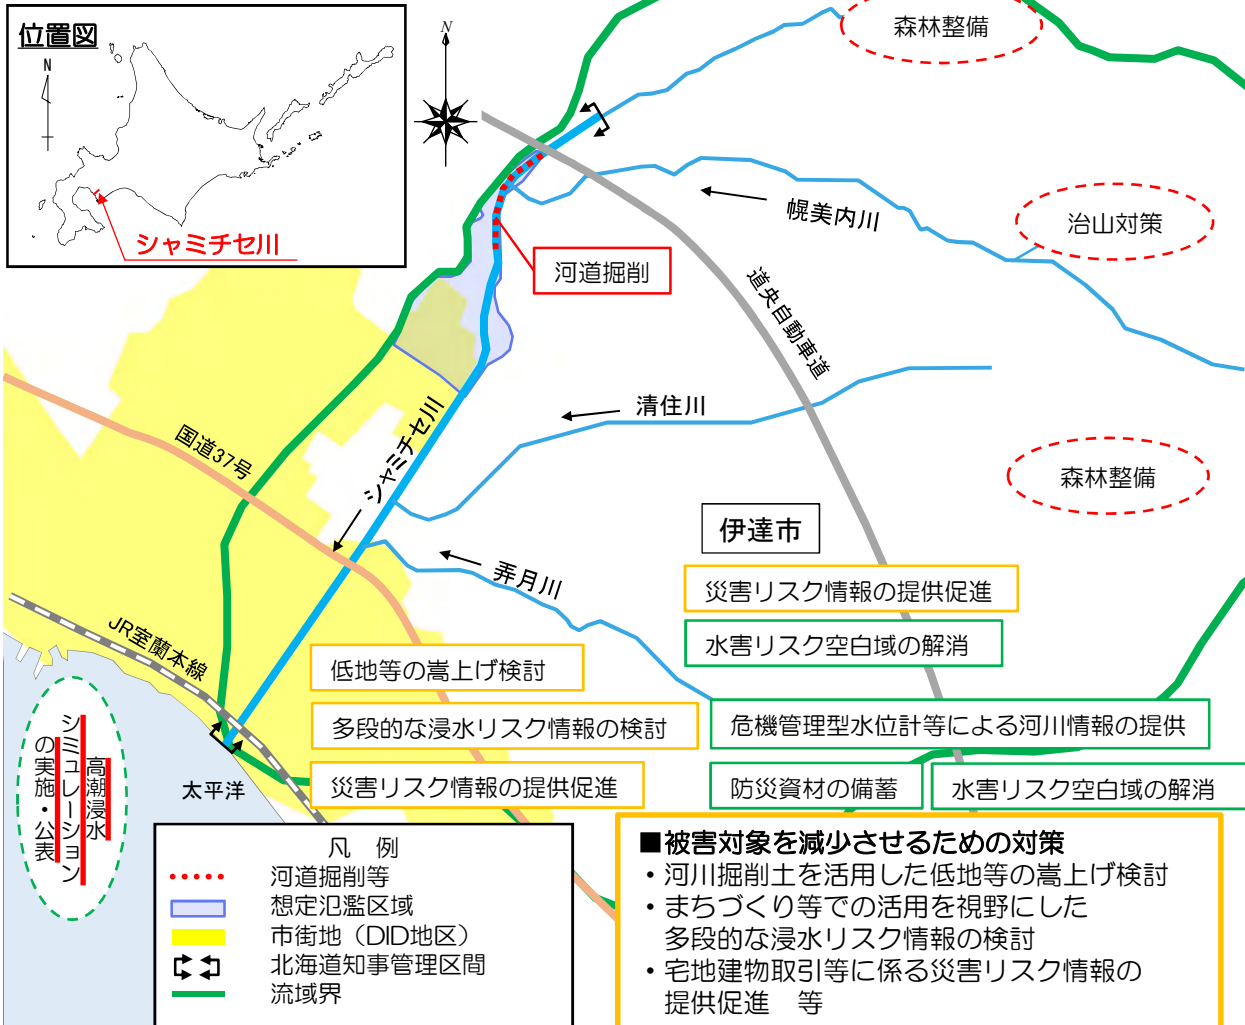 位置図
N
シャミチセ川
N
森林整備
治山対策
幌美内川
河道掘削
道央自動車道
清住川
シャミチセ川
国道37号
森林整備
伊達市
弄月川
災害リスク情報の提供促進
水害リスク空白域の解消
JR室蘭本線
低地等の嵩上げ検討
多段的な浸水リスク情報の検討
災害リスク情報の提供促進
危機管理型水位計等による河川情報の提供
防災資材の備蓄
水害リスク空白域の解消
太平洋
高潮浸水
シミュレーション
の実施・公表
凡 例
河道掘削等
想定氾濫区域
市街地（DID地区）
北海道知事管理区間
流域界
■被害対象を減少させるための対策
・河川掘削土を活用した低地等の嵩上げ検討
・まちづくり等での活用を視野にした
多段的な浸水リスク情報の検討
・宅地建物取引等に係る災害リスク情報の
提供促進　等